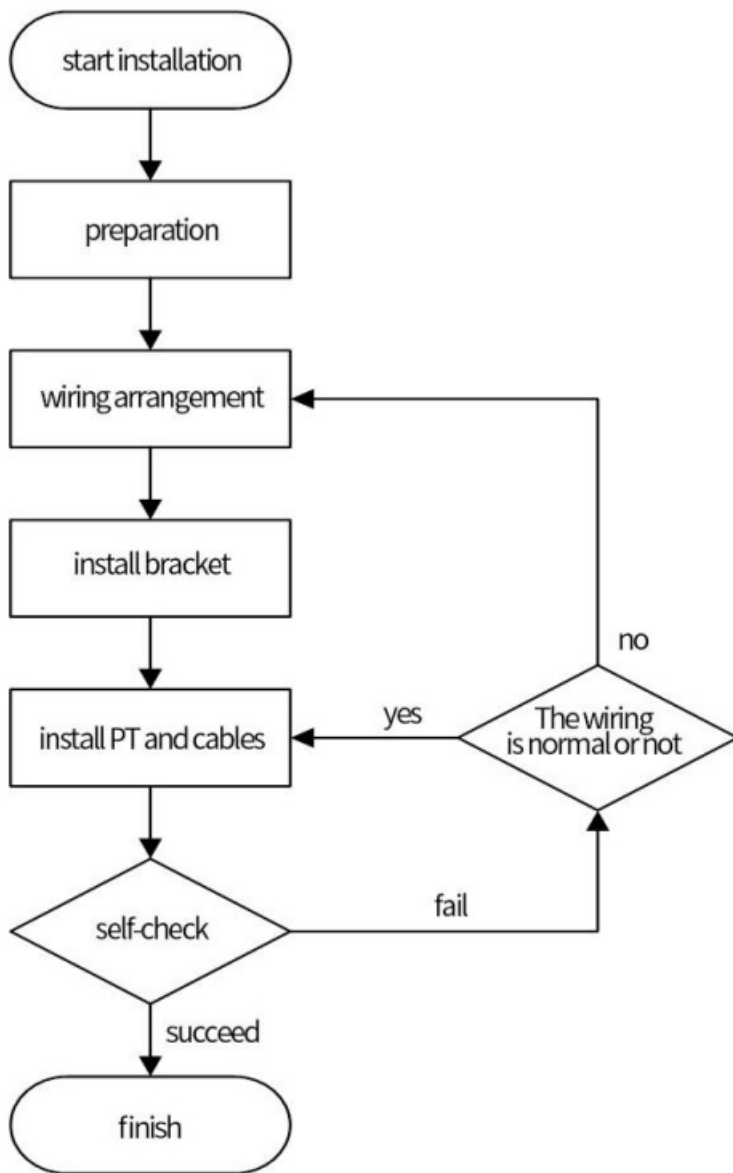 start installation
preparation
wiring arrangement
install bracket
no
yes
The wiring
is normal or not
install PT and cables
self-check
fail
succeed
finish